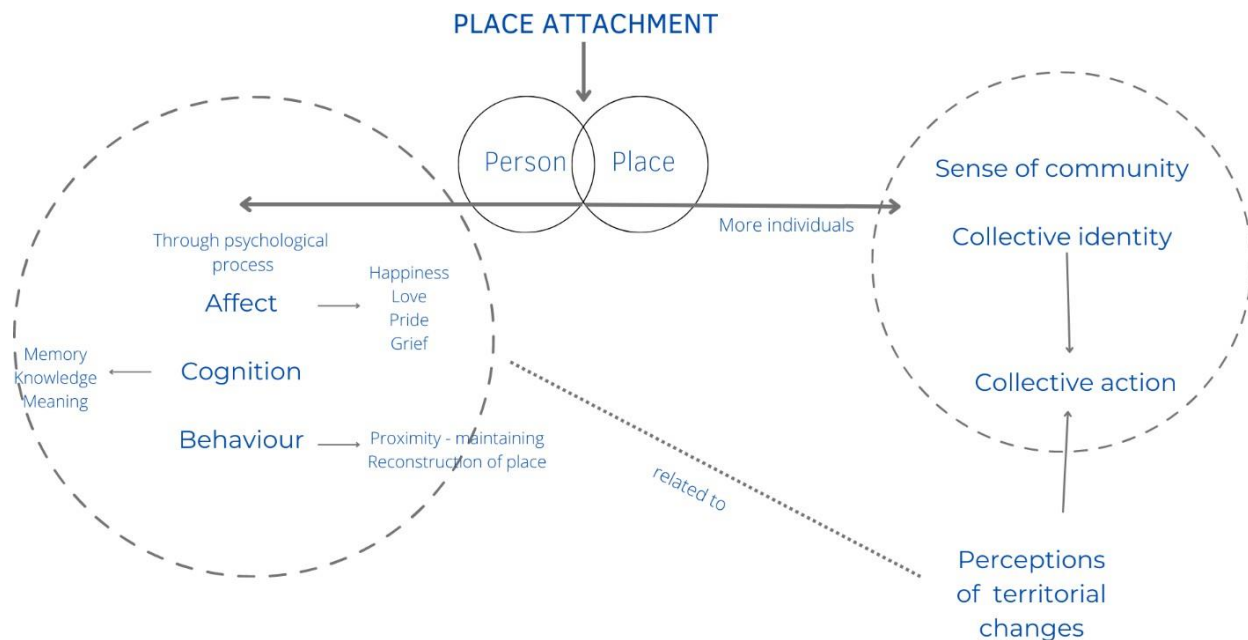 PLACE ATTACHMENT
Person
Place
More individuals
Through psychological
process
Affect
Happiness
Love
Pride
Grief
Cognition
Memory
Knowledge
Meaning
Behaviour
Proximity - maintaining
Reconstruction of place
related to
Sense of community
Collective identity
Collective action
Perceptions
of territorial
changes